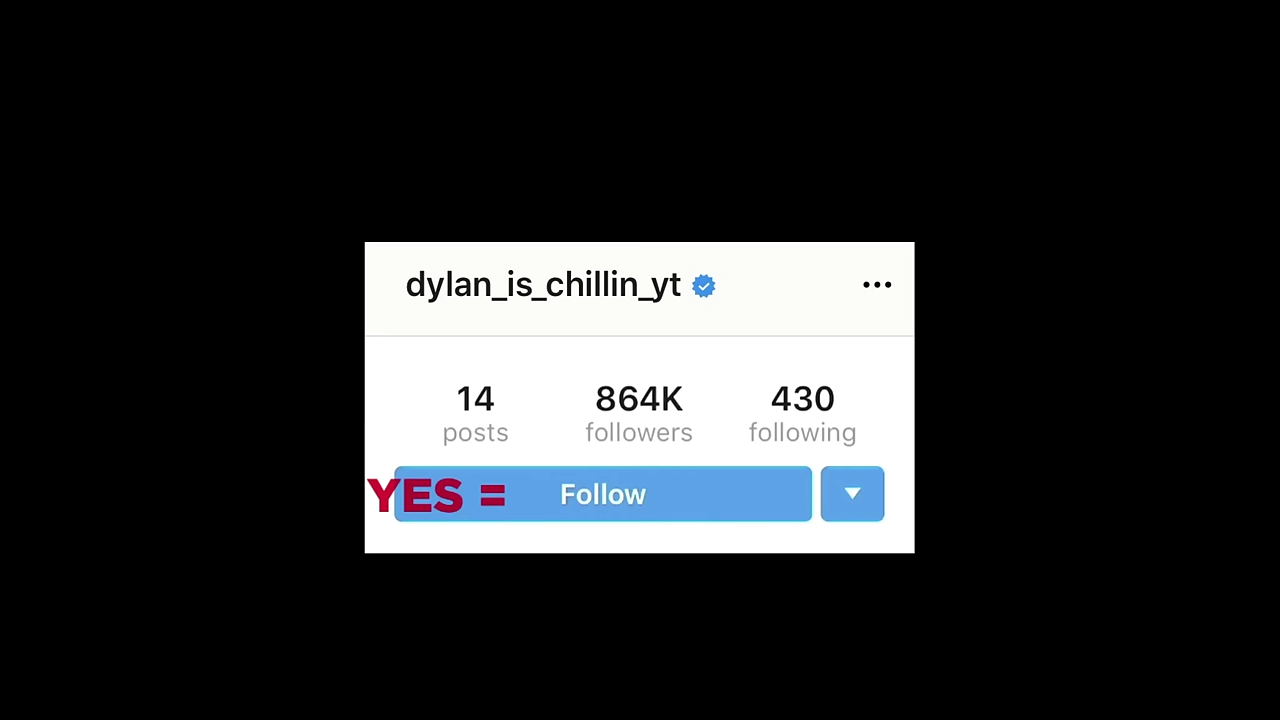 dylan_is_chillin_yt
14 864K 430
posts followers following
YES = Follow